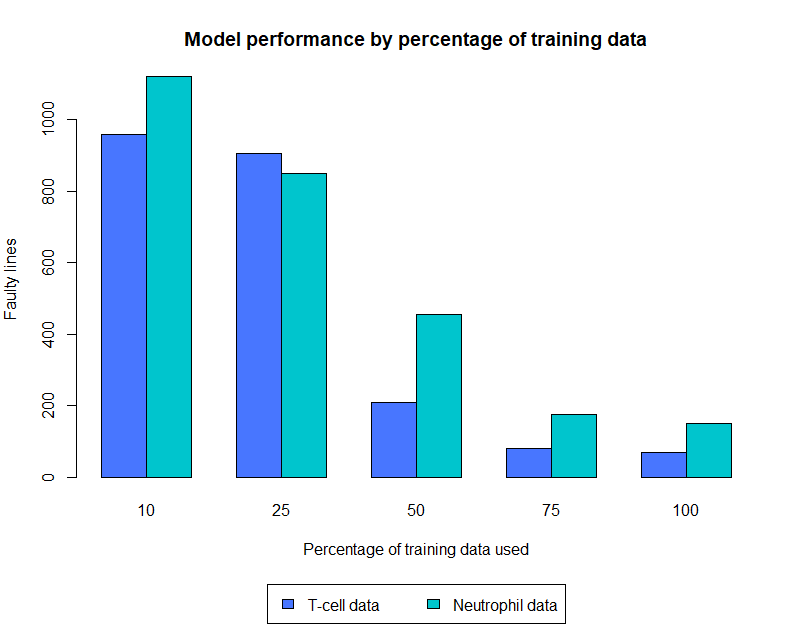 Model performance by percentage of training data
Faulty lines
1000
800
600
400
200
0
10 25 50 75 100
Percentage of training data used
T-cell data Neutrophil data